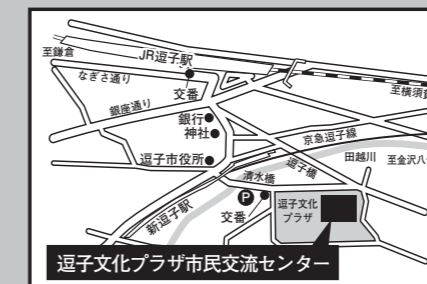 至鎌倉
JR逗子駅
なぎさ通り
交番
至横須
銀座通り
銀行
神社
京急逗子線
逗子市役所
逗子橋
田越川
至金沢八
清水橋
P
新逗子駅
交番
逗子文化
プラザ
逗子文化プラザ市民交流センター